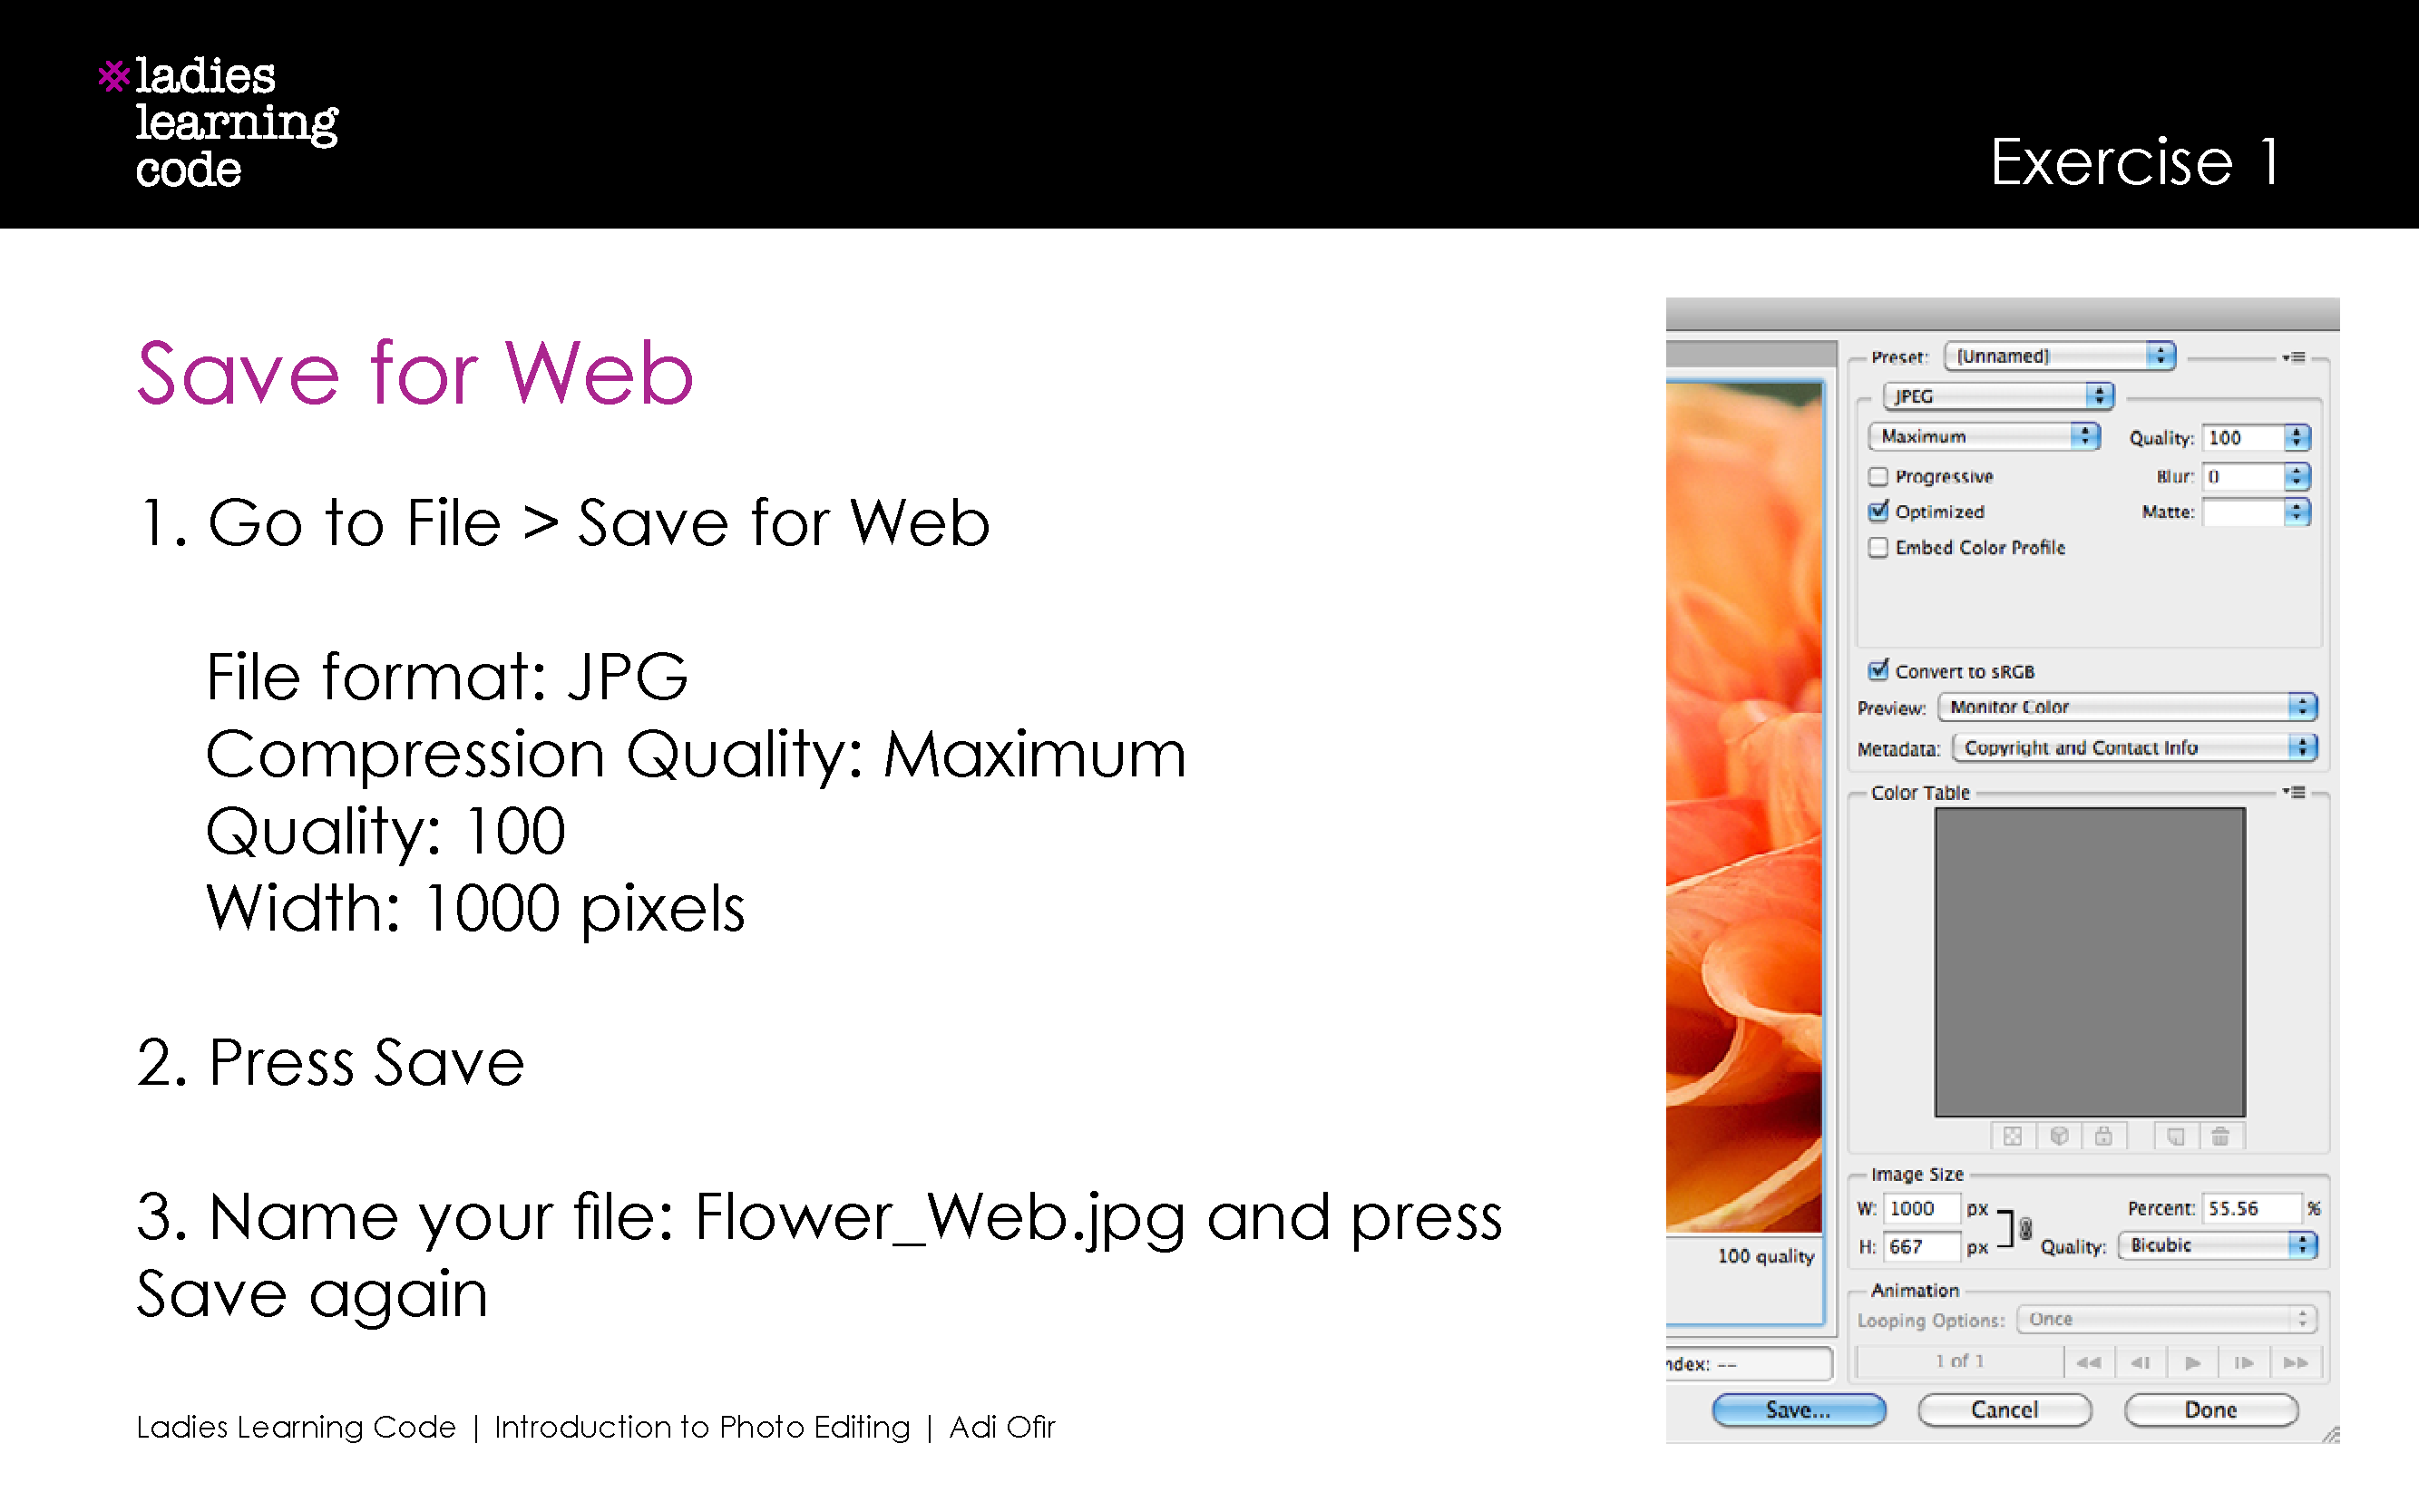 ladies
learning
code
Exercise 1
Save for Web
1. Go to File > Save for Web
File format: JPG
Compression Quality: Maximum
Quality: 100
Width: 1000 pixels
2. Press Save
3. Name your file: Flower_Web.jpg and press
Save again
Ladies Learning Code | Introduction to Photo Editing | Adi Ofir
Preset: [Unnamed]
JPEG
Maximum Quality: 100
Progressive Blur: 0
Optimized Matte:
Embed Color Profile
Convert to sRGB
Preview: Monitor Color
Metadata: Copyright and Contact Info
Color Table
Image Size
W: 1000 px Percent: 55.56 %
H: 667 px Quality: Bicubic
100 quality
Animation
Looping Options: Once
ndex: -- 1 of 1
Save... Cancel Done